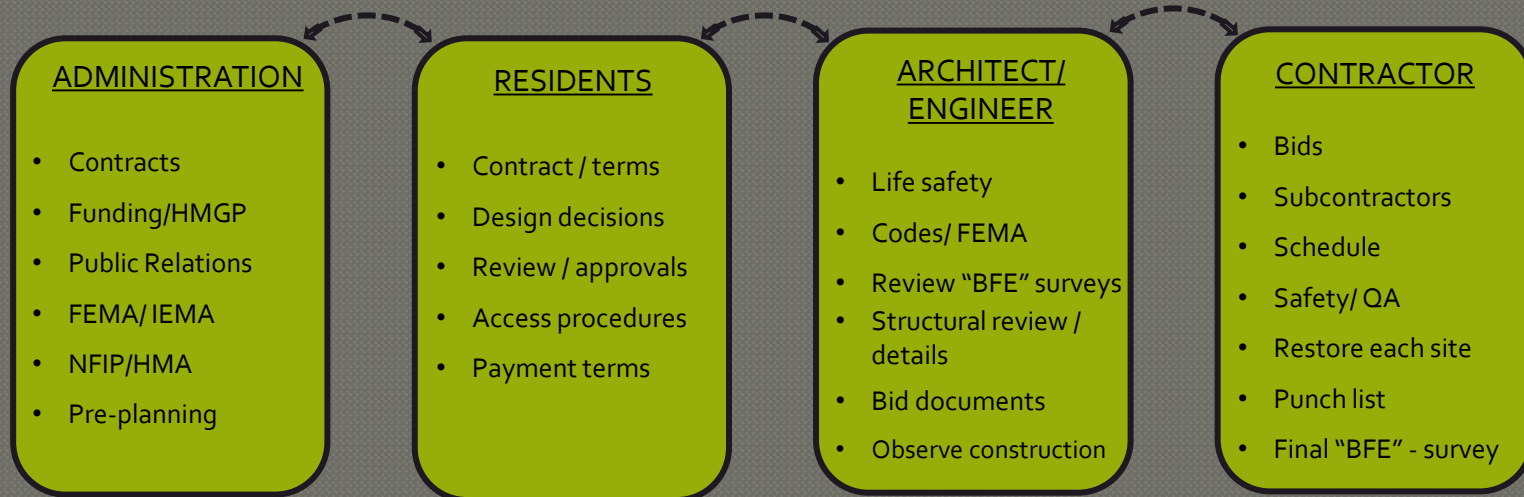 ADMINISTRATION
• Contracts
• Funding/HMGP
• Public Relations
• FEMA/ IEMA
• NFIP/HMA
• Pre-planning
RESIDENTS
• Contract / terms
• Design decisions
• Review / approvals
• Access procedures
• Payment terms
ARCHITECT/
ENGINEER
• Life safety
• Codes/ FEMA
• Review “BFE” surveys
• Structural review /
details
• Bid documents
• Observe construction
CONTRACTOR
• Bids
• Subcontractors
• Schedule
• Safety/ QA
• Restore each site
• Punch list
• Final “BFE” - survey